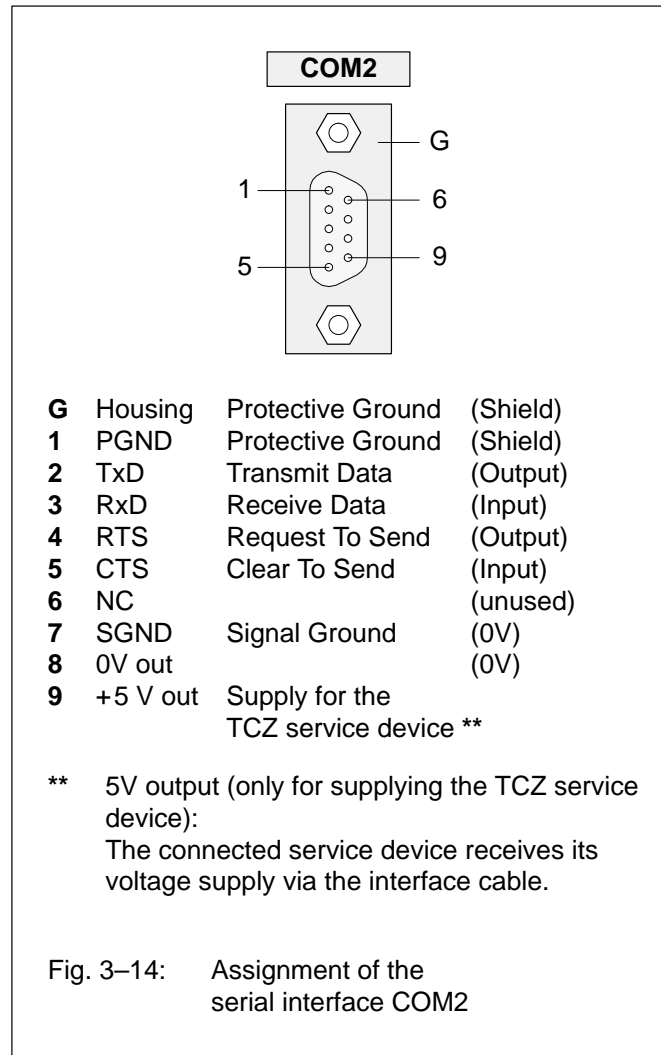 COM2
G
1
6
5
9
G Housing Protective Ground (Shield)
1 PGND Protective Ground (Shield)
2 TxD Transmit Data (Output)
3 RxD Receive Data (Input)
4 RTS Request To Send (Output)
5 CTS Clear To Send (Input)
6 NC (unused)
7 SGND Signal Ground (0V)
8 0V out (0V)
9 +5 V out Supply for the
TCZ service device **
** 5V output (only for supplying the TCZ service
device):
The connected service device receives its
voltage supply via the interface cable.
Fig. 3–14: Assignment of the
serial interface COM2